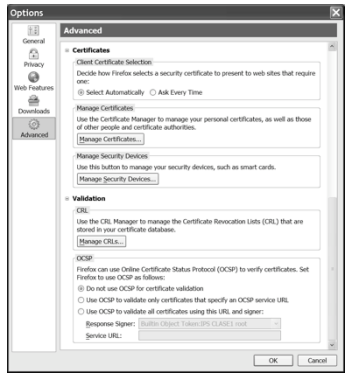 Options
General
Privacy
Web Features
Downloads
Advanced
Advanced
Certificates
Client Certificate Selection
Decide how Firefox selects a security certificate to present to web sites that require
one:
Select Automatically Ask Every Time
Manage Certificates
Use the Certificate Manager to manage your personal certificates, as well as those
of other people and certificate authorities.
Manage Certificates...
Manage Security Devices
Use this button to manage your security devices, such as smart cards.
Manage Security Devices...
Validation
CRL
Use the CRL Manager to manage the Certificate Revocation Lists (CRL) that are
stored in your certificate database.
Manage CRLs...
OCSP
Firefox can use Online Certificate Status Protocol (OCSP) to verify certificates. Set
Firefox to use OCSP as follows:
Do not use OCSP for certificate validation
Use OCSP to validate only certificates that specify an OCSP service URL
Use OCSP to validate all certificates using this URL and signer:
Response Signer: Builtin Object Token:IPS CLASE1 root
Service URL:
OK Cancel